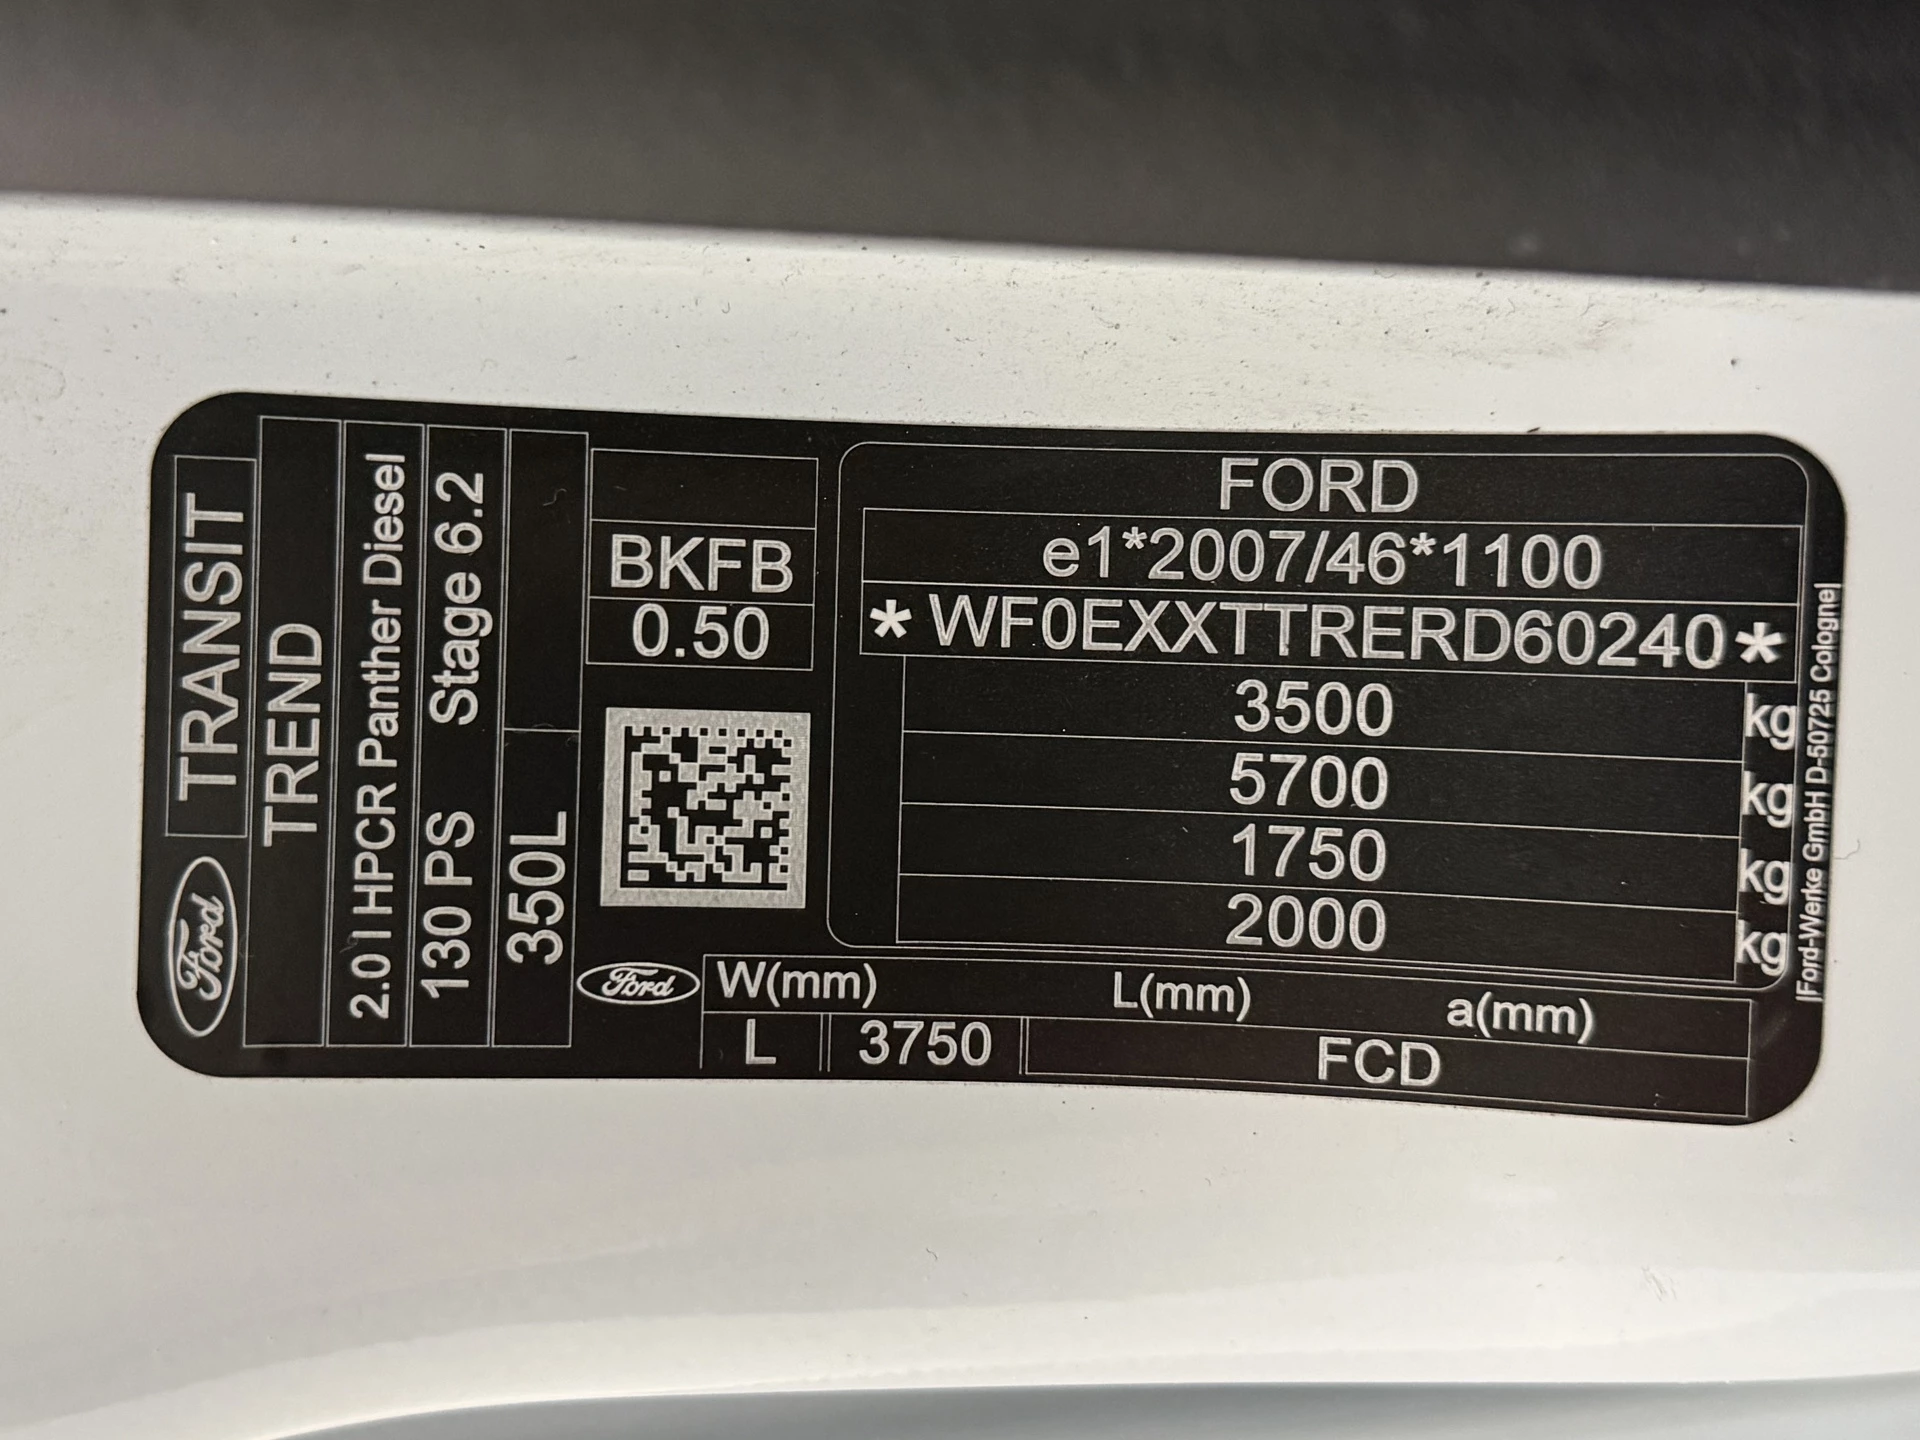 Ford
TRANSIT
TREND
2.0 l HPCR Panther Diesel
130 PS Stage 6.2
350L
BKFB
0.50
FORD
e1*2007/46*1100
*WF0EXXTTRERD60240*
3500 kg
5700 kg
1750 kg
2000 kg
Ford W(mm) L(mm) a(mm)
L 3750 FCD
Ford-Werke GmbH D-50725 Cologne